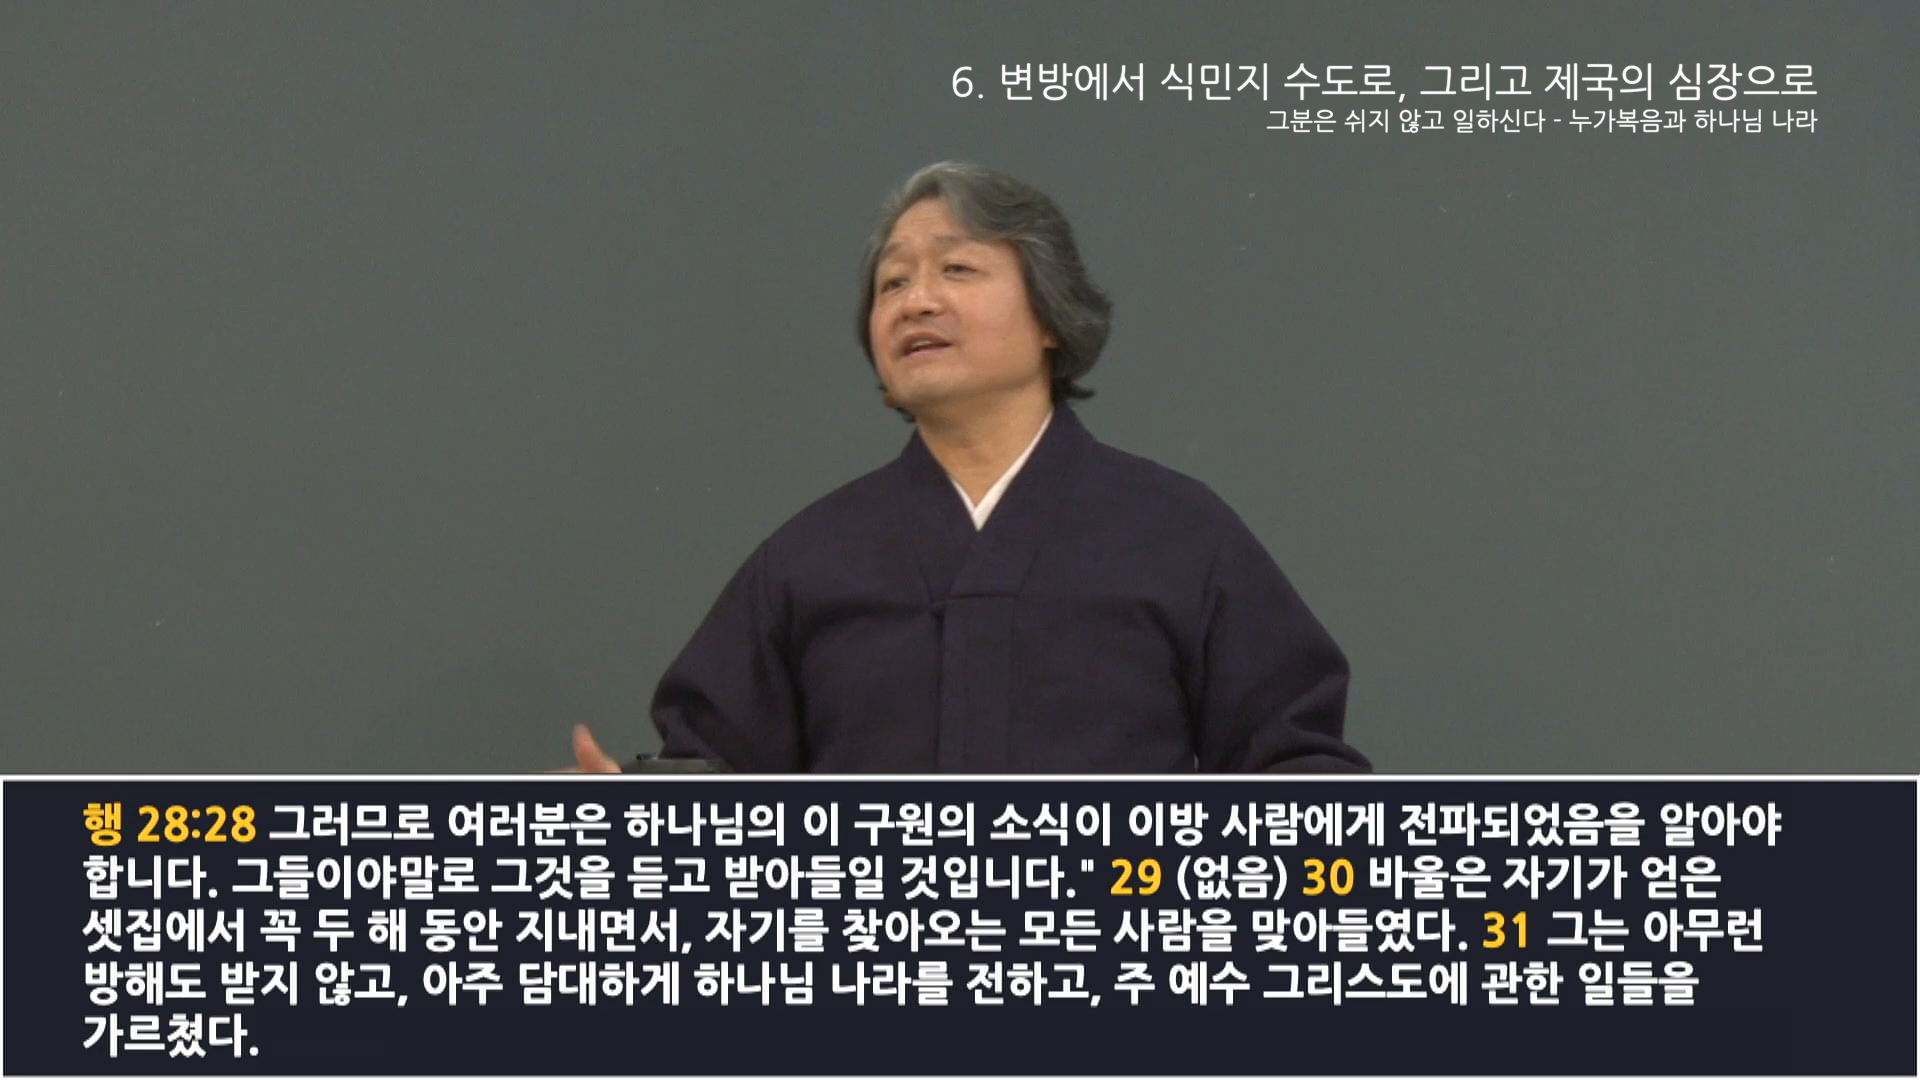 6. 변방에서 식민지 수도로, 그리고 제국의 심장으로
그분은 쉬지 않고 일하신다 - 누가복음과 하나님 나라
행 28:28 그러므로 여러분은 하나님의 이 구원의 소식이 이방 사람에게 전파되었음을 알아야
합니다. 그들이야말로 그것을 듣고 받아들일 것입니다." 29 (없음) 30 바울은 자기가 얻은
셋집에서 꼭 두 해 동안 지내면서, 자기를 찾아오는 모든 사람을 맞아들였다. 31 그는 아무런
방해도 받지 않고, 아주 담대하게 하나님 나라를 전하고, 주 예수 그리스도에 관한 일들을
가르쳤다.